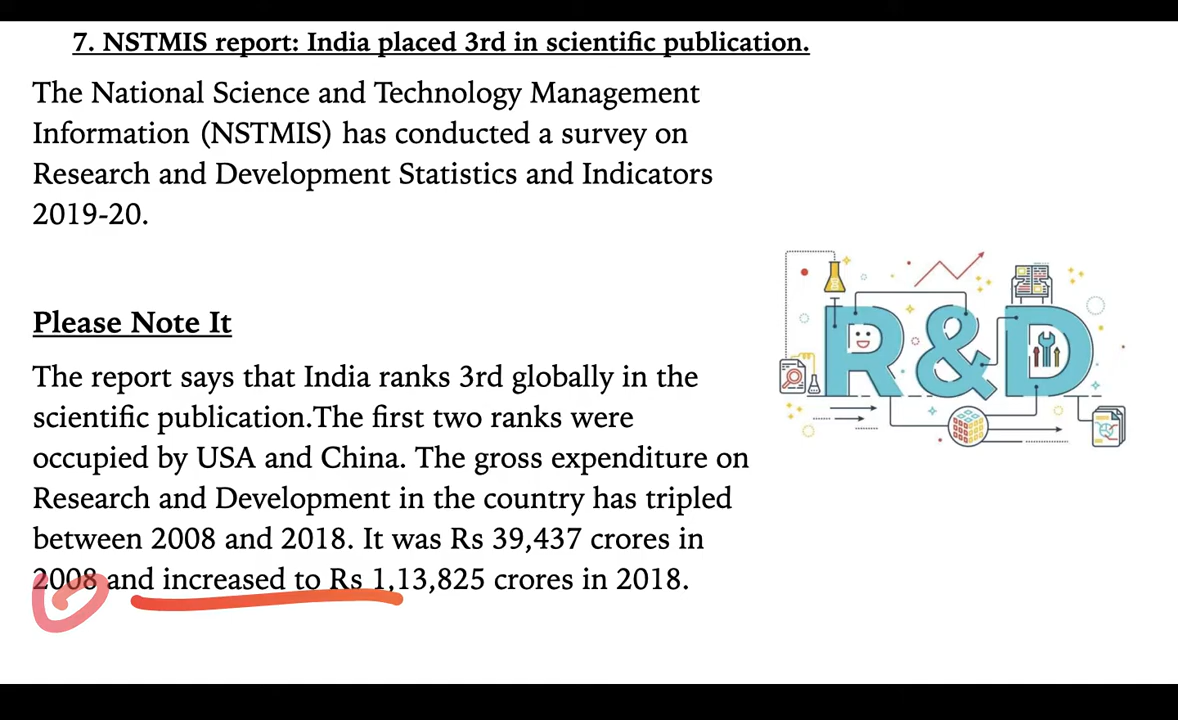 7. NSTMIS report: India placed 3rd in scientific publication.
The National Science and Technology Management
Information (NSTMIS) has conducted a survey on
Research and Development Statistics and Indicators
2019-20.
Please Note It
The report says that India ranks 3rd globally in the
scientific publication.The first two ranks were
occupied by USA and China. The gross expenditure on
Research and Development in the country has tripled
between 2008 and 2018. It was Rs 39,437 crores in
2008 and increased to Rs 1,13,825 crores in 2018.
R&D